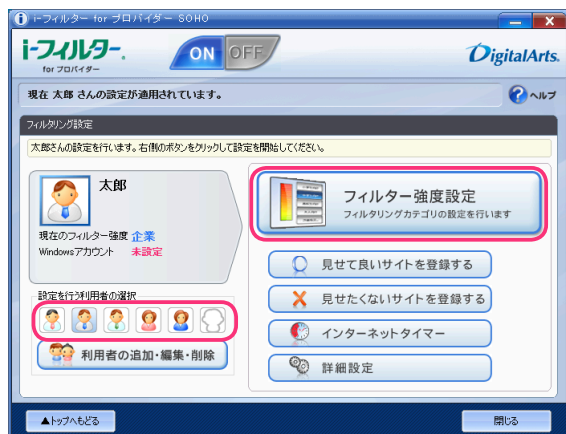 i-フィルター for プロバイダー SOHO
i-フィルター.
for プロバイダー
ON OFF
DigitalArts.
現在 太郎 さんの設定が適用されています。
ヘルプ
フィルタリング設定
太郎さんの設定を行います。右側のボタンをクリックして設定を開始してください。
太郎
現在のフィルター強度 企業
Windowsアカウント 未設定
設定を行う利用者の選択
利用者の追加・編集・削除
フィルター強度設定
フィルタリングカテゴリの設定を行います
見せて良いサイトを登録する
見せたくないサイトを登録する
インターネットタイマー
詳細設定
▲トップへもどる
閉じる